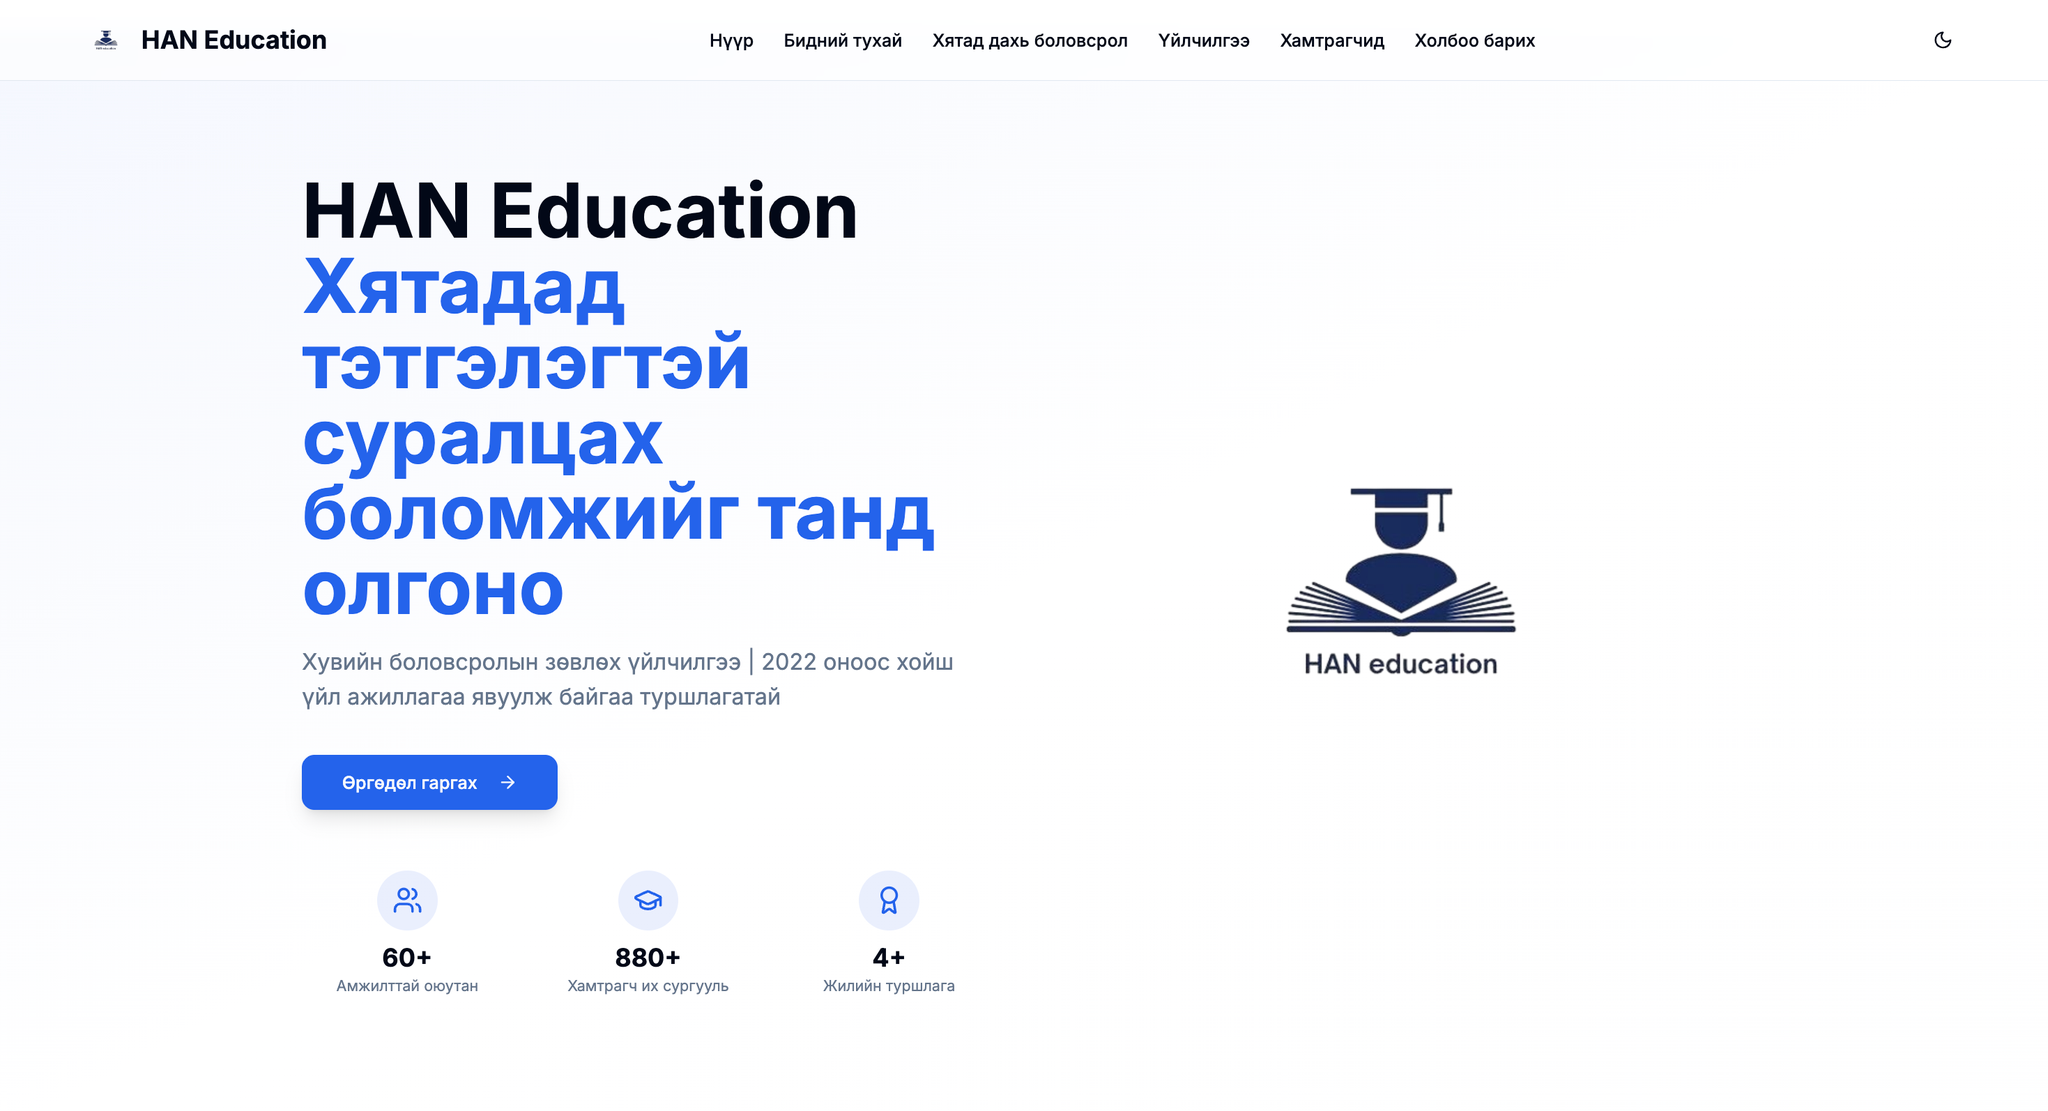 HAN Education
Нүүр
Бидний тухай
Хятад дахь боловсрол
Үйлчилгээ
Хамтрагчид
Холбоо барих
HAN Education
Хятадад
тэтгэлэгтэй
суралцах
боломжийг танд
олгоно
Хувийн боловсролын зөвлөх үйлчилгээ | 2022 оноос хойш
үйл ажиллагаа явуулж байгаа туршлагатай
Өргөдөл гаргах
60+
Амжилттай оюутан
880+
Хамтрагч их сургууль
4+
Жилийн туршлага
HAN education